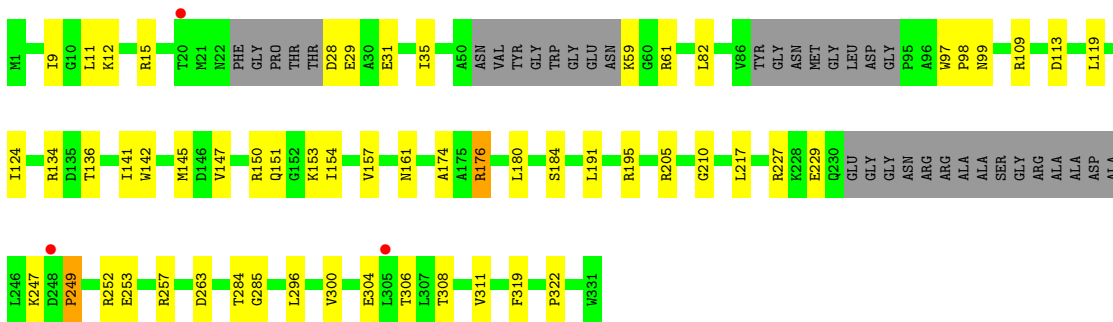 M1 I9 G10 L11 K12 R15 T20 M21 N22 PHE GLY PRO THR THR D28 E29 A30 E31 I35 A50 ASN VAL TYR GLY TRP GLY GLU ASN K59 G60 R61 L82 V86 TYR GLY ASN MET GLY LEU ASP GLY P95 A96 W97 P98 N99 R109 D113 L119
I124 R134 D135 T136 I141 W142 M145 D146 V147 R150 Q151 G152 K153 I154 V157 N161 A174 A175 R176 L180 S184 L191 R195 R205 G210 L217 R227 K228 E229 Q230 GLU GLY GLY ASN ARG ARG ALA ALA SER GLY ARG ALA ALA ASP ALA
L246 K247 D248 P249 R252 E253 R257 D263 T284 G285 L296 V300 E304 L305 T306 L307 T308 V311 F319 P322 W331